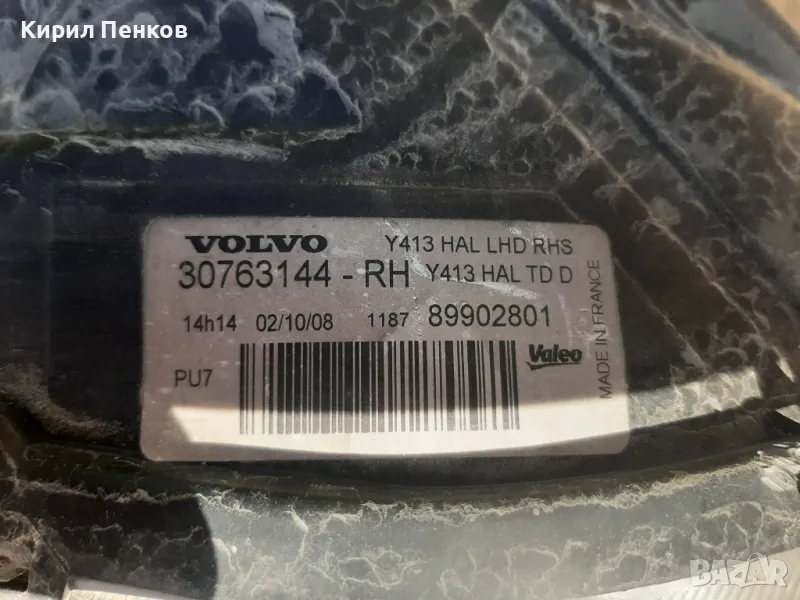 Кирил Пенков
VOLVO Y413 HAL LHD RHS
30763144 - RH Y413 HAL TD D
14h14 02/10/08 1187 89902801
PU7
Valeo
MADE IN FRANCE
BAZAR